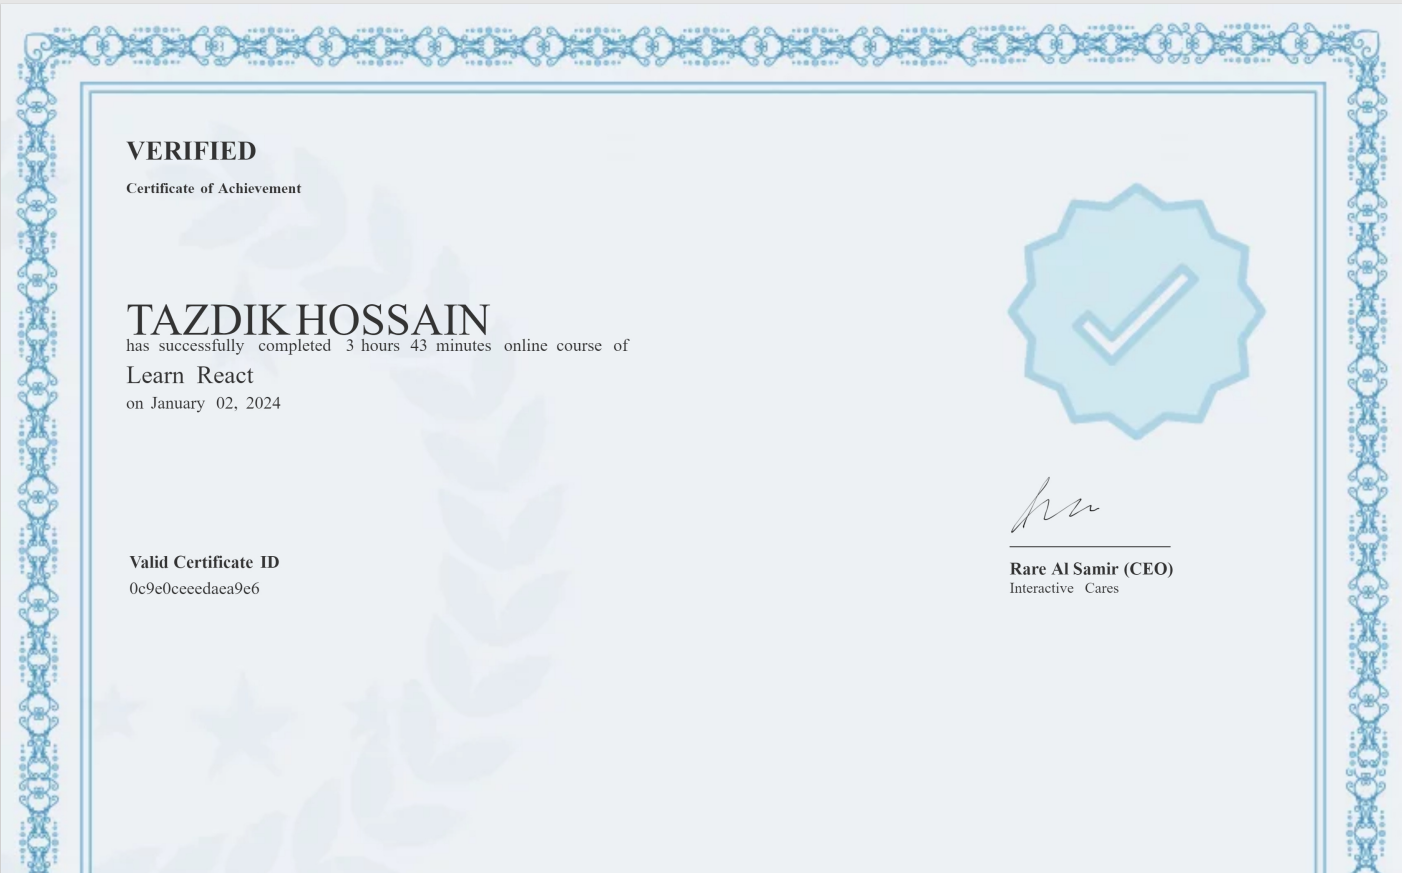 VERIFIED
Certificate of Achievement
TAZDIK HOSSAIN
has successfully completed 3 hours 43 minutes online course of
Learn React
on January 02, 2024
Valid Certificate ID
0c9e0ceeedaea9e6
Rare Al Samir (CEO)
Interactive Cares